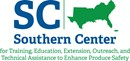 SC
Southern Center
for Training, Education, Extension, Outreach, and
Technical Assistance to Enhance Produce Safety